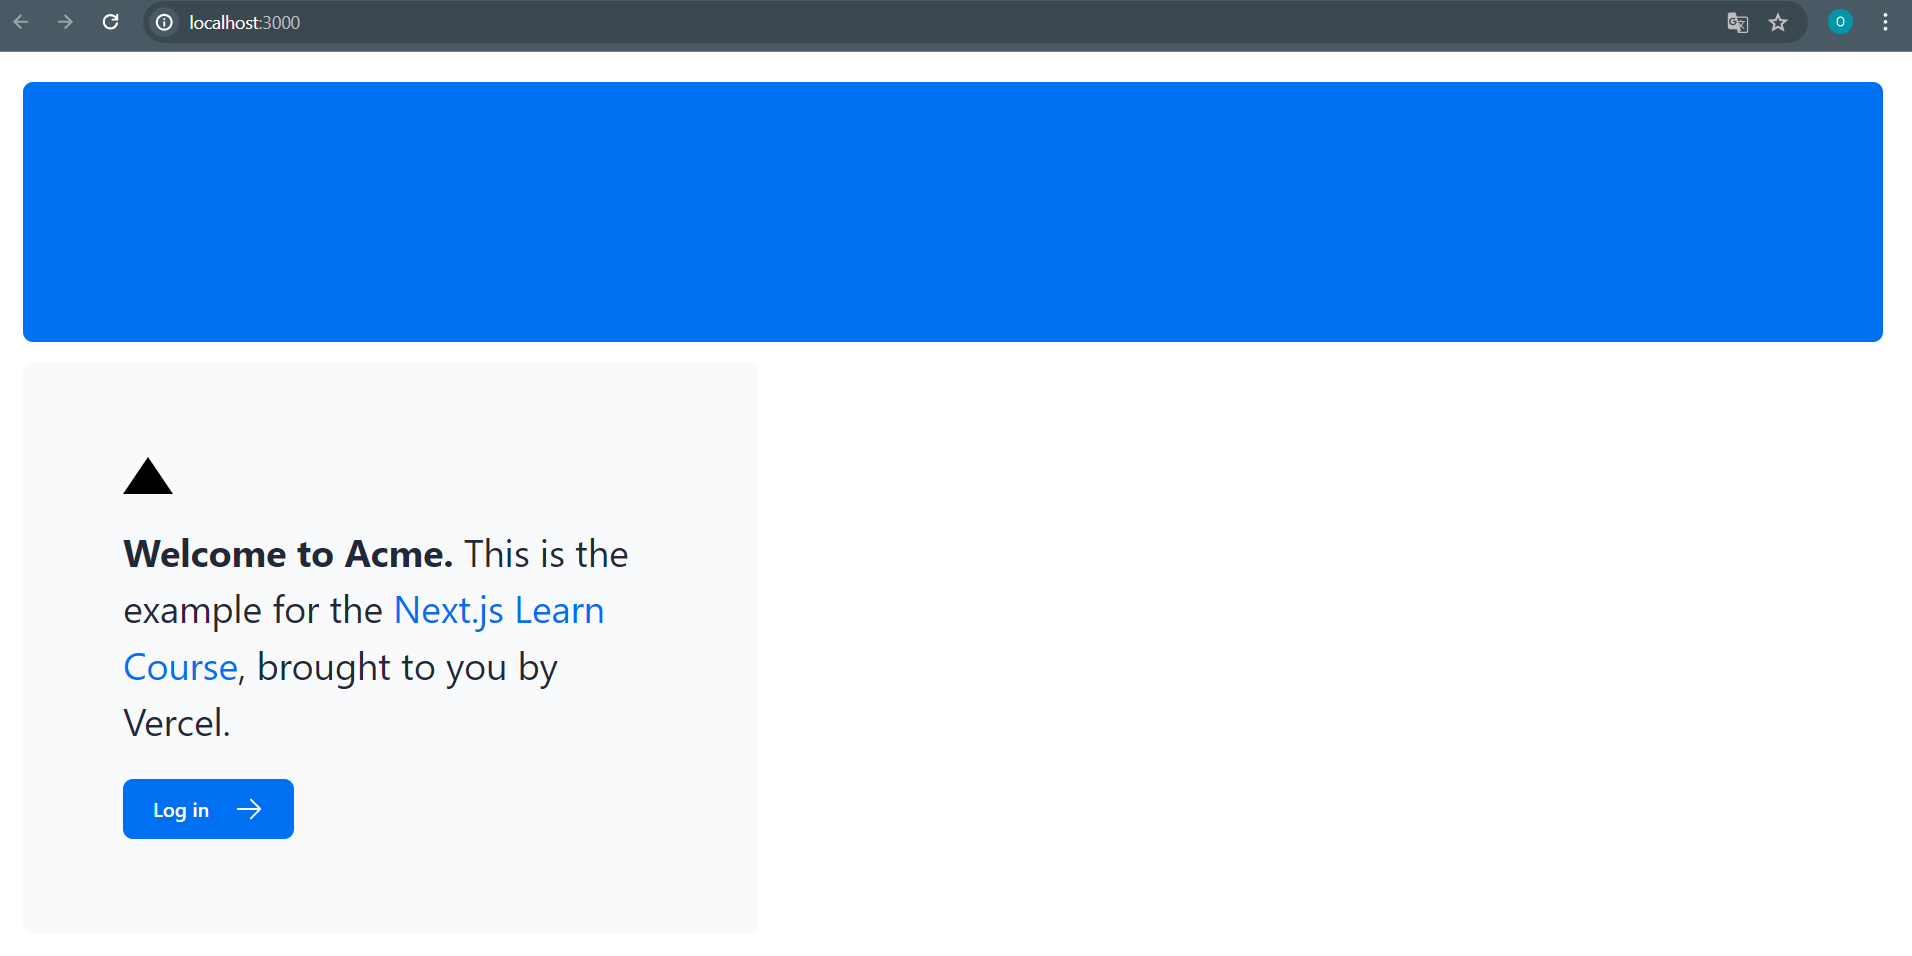 localhost:3000
O
Welcome to Acme. This is the
example for the Next.js Learn
Course, brought to you by
Vercel.
Log in